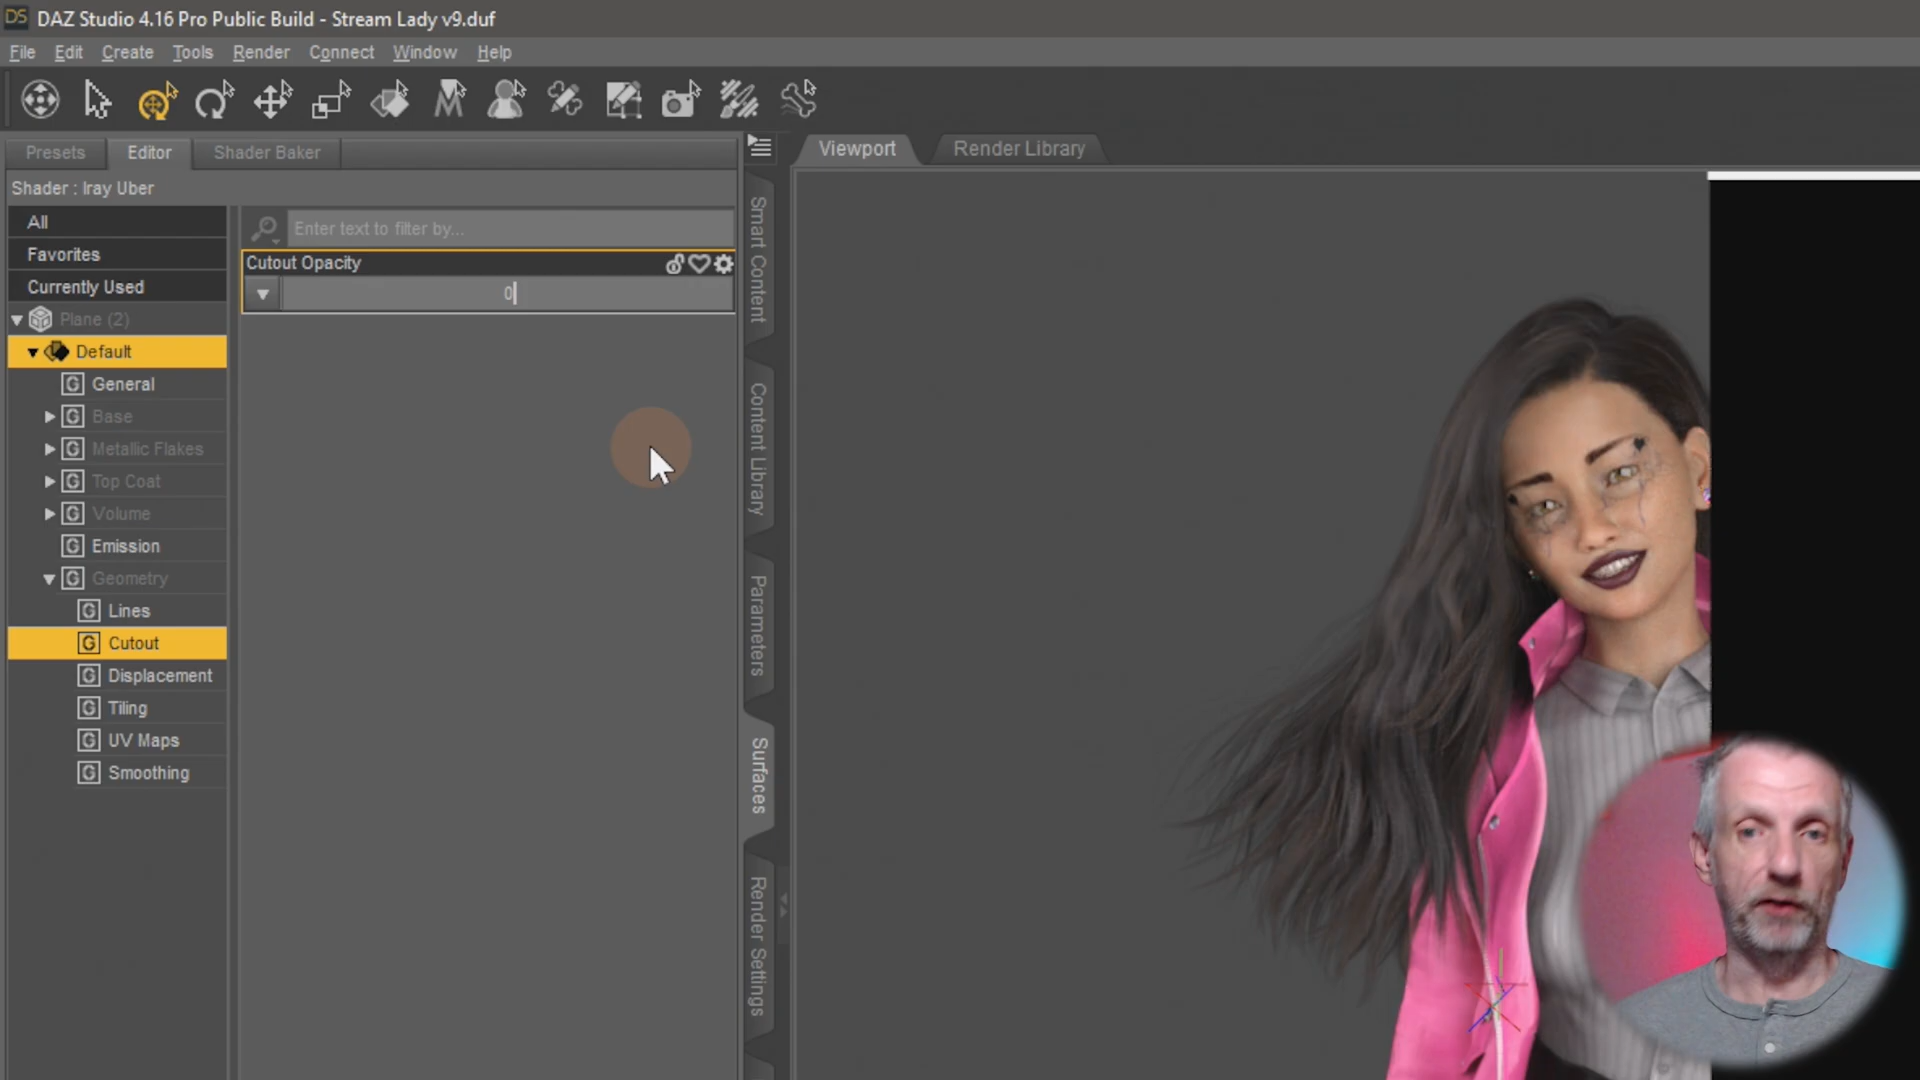 DS DAZ Studio 4.16 Pro Public Build - Stream Lady v9.duf
File Edit Create Tools Render Connect Window Help
Presets Editor Shader Baker
Viewport Render Library
Shader : Iray Uber
All
Favorites
Currently Used
Plane (2)
Default
G General
G Base
G Metallic Flakes
G Top Coat
G Volume
G Emission
G Geometry
G Lines
G Cutout
G Displacement
G Tiling
G UV Maps
G Smoothing
Enter text to filter by...
Cutout Opacity
0
Smart Content
Content Library
Parameters
Surfaces
Render Settings